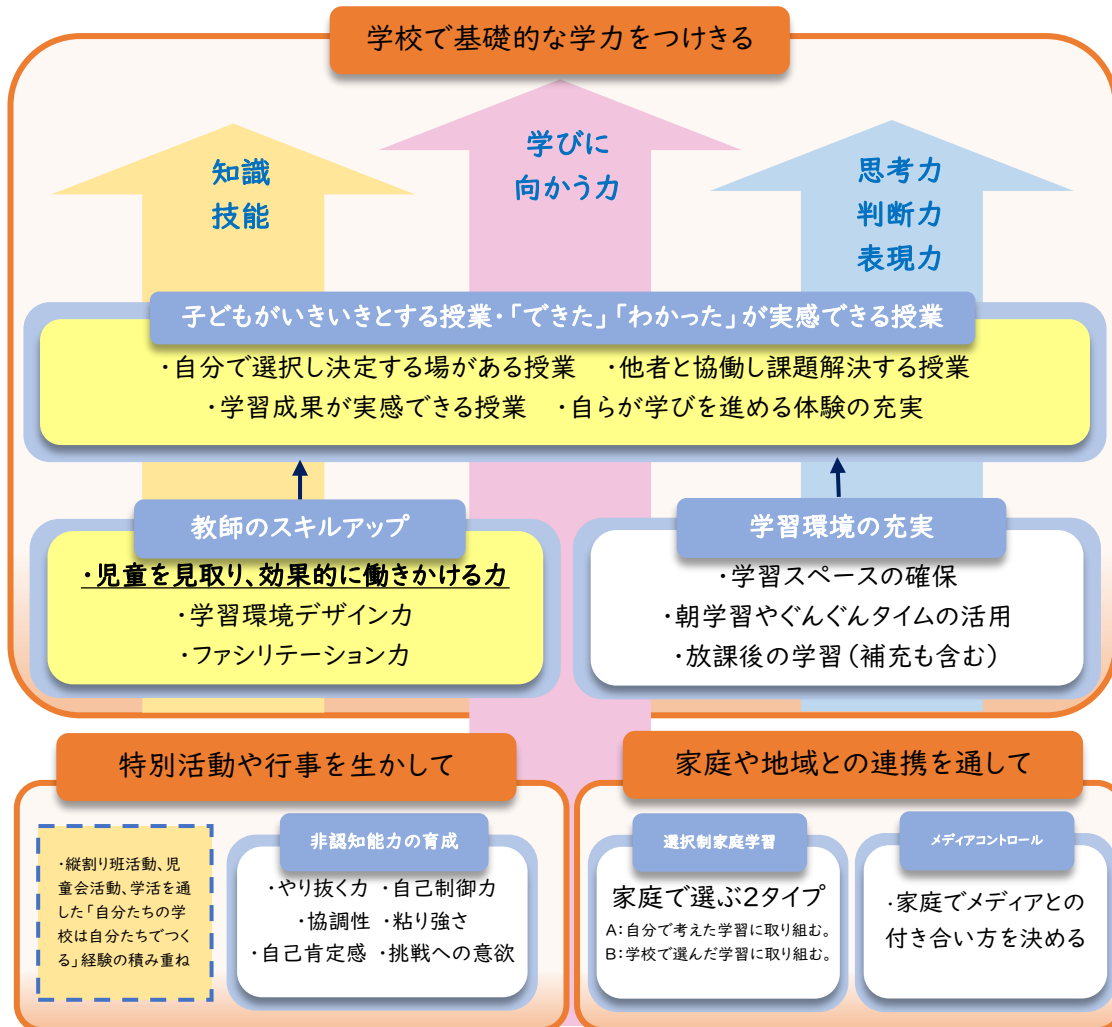 学校で基礎的な学力をつけきる
知識
技能
学びに
向かう力
思考力
判断力
表現力
子どもがいきいきとする授業・「できた」「わかった」が実感できる授業
・自分で選択し決定する場がある授業　・他者と協働し課題解決する授業
・学習成果が実感できる授業　・自らが学びを進める体験の充実
教師のスキルアップ
・児童を見取り、効果的に働きかける力
・学習環境デザイン力
・ファシリテーション力
学習環境の充実
・学習スペースの確保
・朝学習やぐんぐんタイムの活用
・放課後の学習(補充も含む)
特別活動や行事を生かして
・縦割り班活動、児
童会活動、学活を通
した「自分たちの学
校は自分たちでつく
る」経験の積み重ね
非認知能力の育成
・やり抜く力　・自己制御力
・協調性　・粘り強さ
・自己肯定感　・挑戦への意欲
家庭や地域との連携を通して
選択制家庭学習
家庭で選ぶ2タイプ
A:自分で考えた学習に取り組む。
B:学校で選んだ学習に取り組む。
メディアコントロール
・家庭でメディアとの
付き合い方を決める